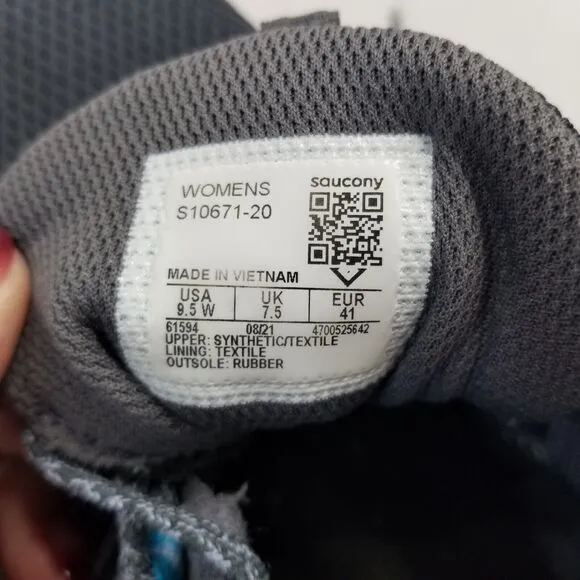 WOMENS
S10671-20
saucony
MADE IN VIETNAM
USA UK EUR
9.5 W 7.5 41
61594 08/21 4700525642
UPPER: SYNTHETIC/TEXTILE
LINING: TEXTILE
OUTSOLE: RUBBER